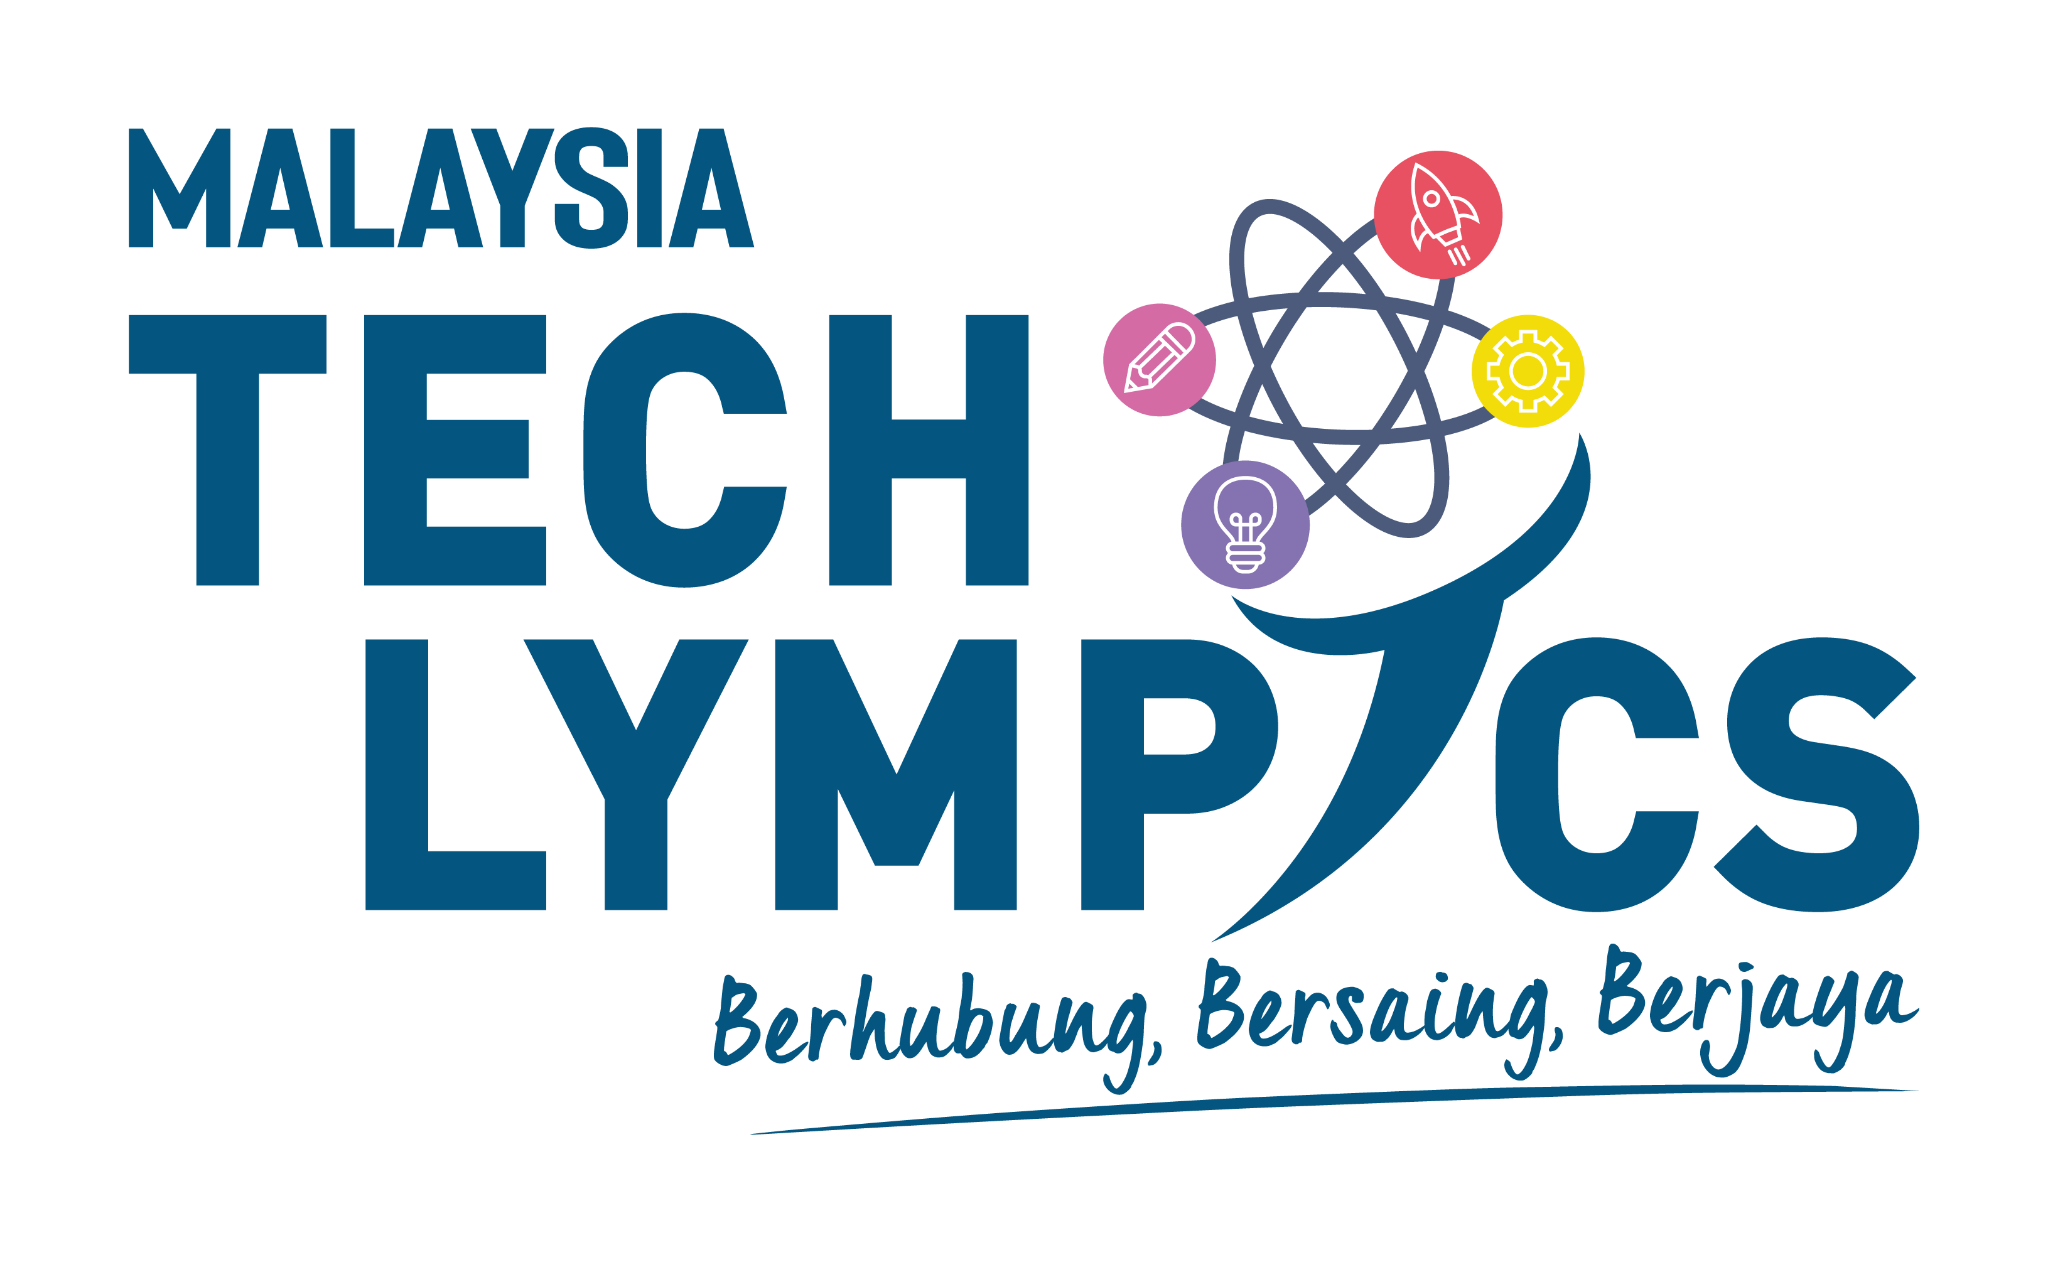 MALAYSIA
TECH
LYMPICS
Berhubung, Bersaing, Berjaya